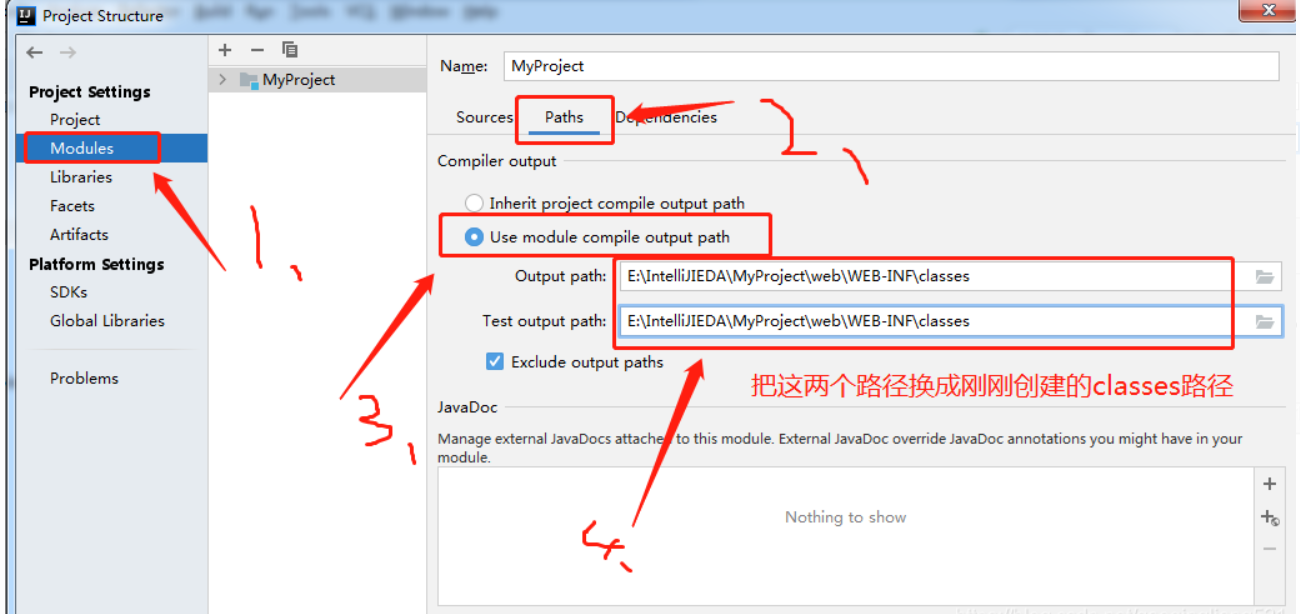 Project Structure
Project Settings
Project
Modules
Libraries
Facets
Artifacts
Platform Settings
SDKs
Global Libraries
Problems
MyProject
Name: MyProject
Sources Paths Dependencies
Compiler output
Inherit project compile output path
Use module compile output path
Output path: E:\IntelliJIEDA\MyProject\web\WEB-INF\classes
Test output path: E:\IntelliJIEDA\MyProject\web\WEB-INF\classes
Exclude output paths
把这两个路径换成刚刚创建的classes路径
JavaDoc
Manage external JavaDocs attached to this module. External JavaDoc override JavaDoc annotations you might have in your
module.
Nothing to show
1、
2、
3、
4、